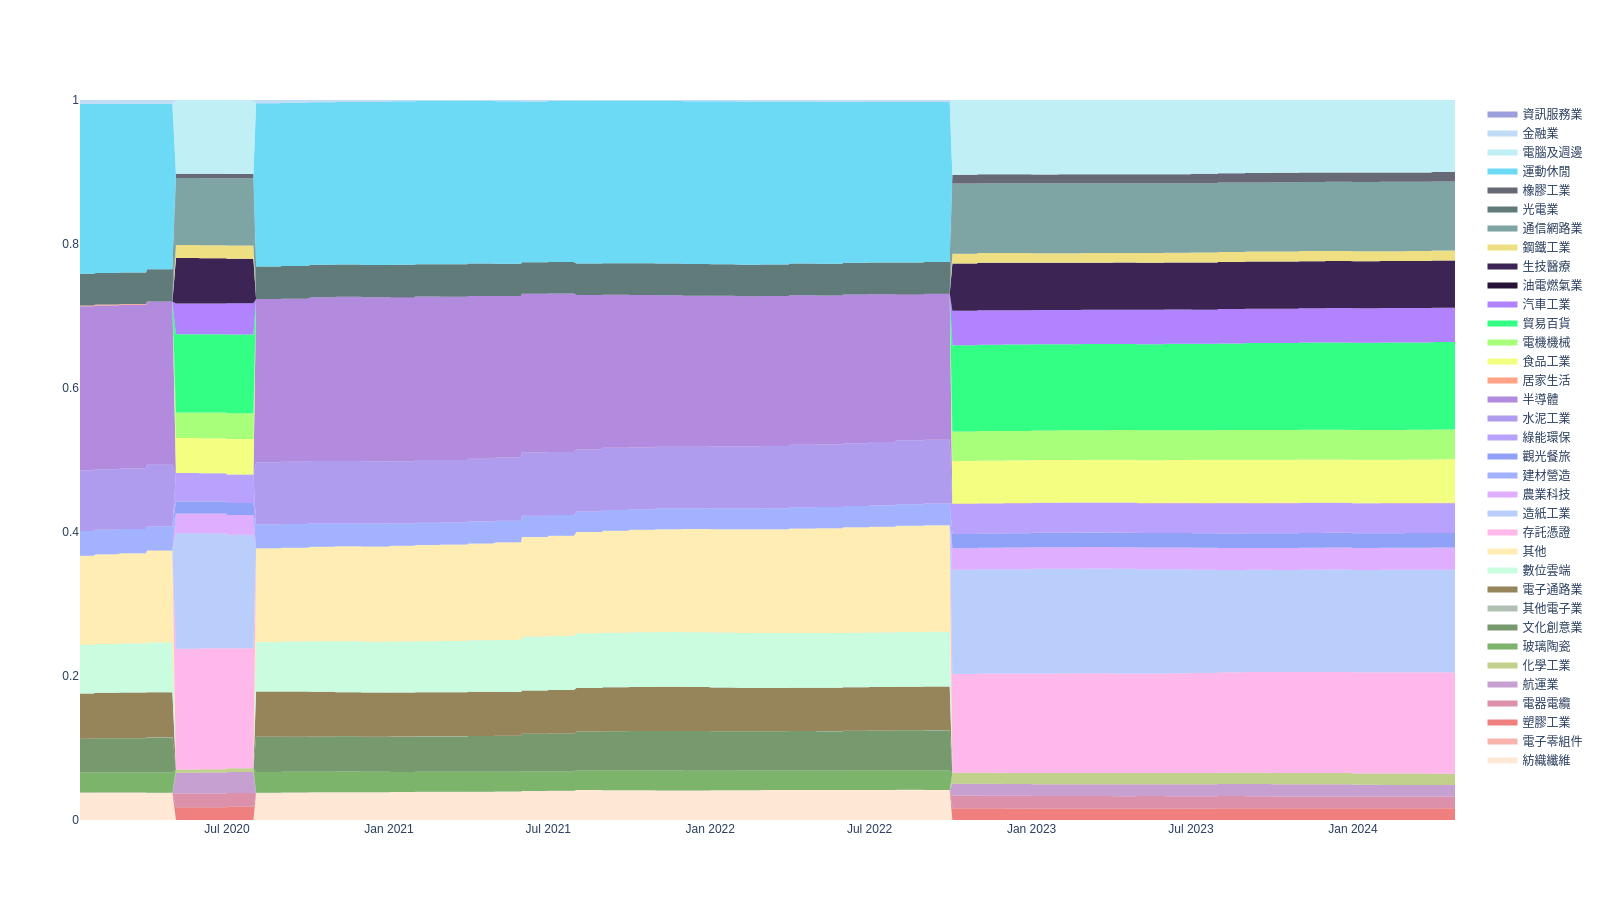 1
0.8
0.6
0.4
0.2
0
Jul 2020
Jan 2021
Jul 2021
Jan 2022
Jul 2022
Jan 2023
Jul 2023
Jan 2024
資訊服務業
金融業
電腦及週邊
運動休閒
橡膠工業
光電業
通信網路業
鋼鐵工業
生技醫療
油電燃氣業
汽車工業
貿易百貨
電機機械
食品工業
居家生活
半導體
水泥工業
綠能環保
觀光餐旅
建材營造
農業科技
造紙工業
存託憑證
其他
數位雲端
電子通路業
其他電子業
文化創意業
玻璃陶瓷
化學工業
航運業
電器電纜
塑膠工業
電子零組件
紡織纖維